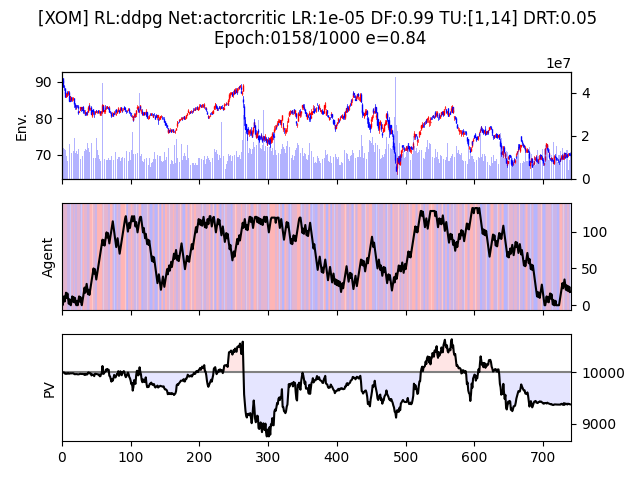 [XOM] RL:ddpg Net:actorcritic LR:1e-05 DF:0.99 TU:[1,14] DRT:0.05
Epoch:0158/1000 e=0.84
1e7
90
80
70
Env.
4
2
0
Agent
100
50
0
PV
10000
9000
0 100 200 300 400 500 600 700